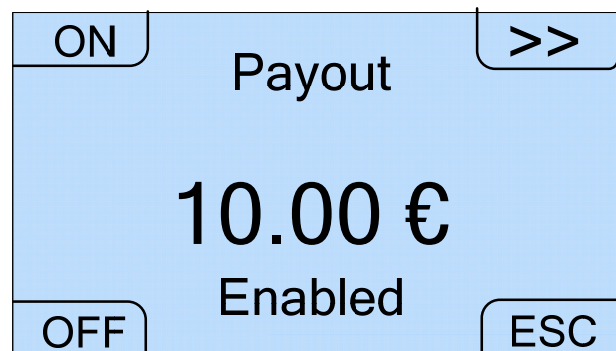 ON
>>
Payout
10.00 €
Enabled
OFF
ESC